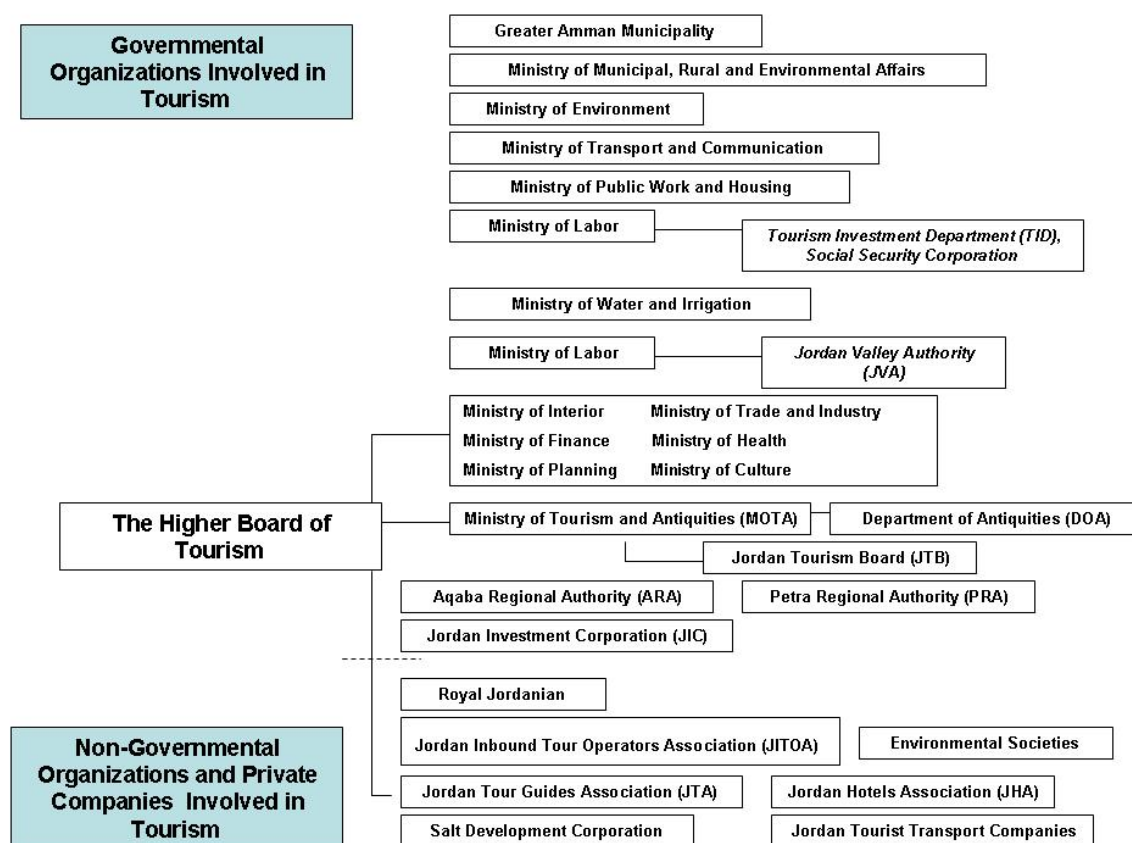 Governmental
Organizations Involved in
Tourism
Greater Amman Municipality
Ministry of Municipal, Rural and Environmental Affairs
Ministry of Environment
Ministry of Transport and Communication
Ministry of Public Work and Housing
Ministry of Labor
Tourism Investment Department (TID),
Social Security Corporation
Ministry of Water and Irrigation
Ministry of Labor
Jordan Valley Authority
(JVA)
Ministry of Interior Ministry of Trade and Industry
Ministry of Finance Ministry of Health
Ministry of Planning Ministry of Culture
The Higher Board of
Tourism
Ministry of Tourism and Antiquities (MOTA)
Department of Antiquities (DOA)
Jordan Tourism Board (JTB)
Aqaba Regional Authority (ARA)
Petra Regional Authority (PRA)
Jordan Investment Corporation (JIC)
Royal Jordanian
Non-Governmental
Organizations and Private
Companies Involved in
Tourism
Jordan Inbound Tour Operators Association (JITOA)
Environmental Societies
Jordan Tour Guides Association (JTA)
Jordan Hotels Association (JHA)
Salt Development Corporation
Jordan Tourist Transport Companies